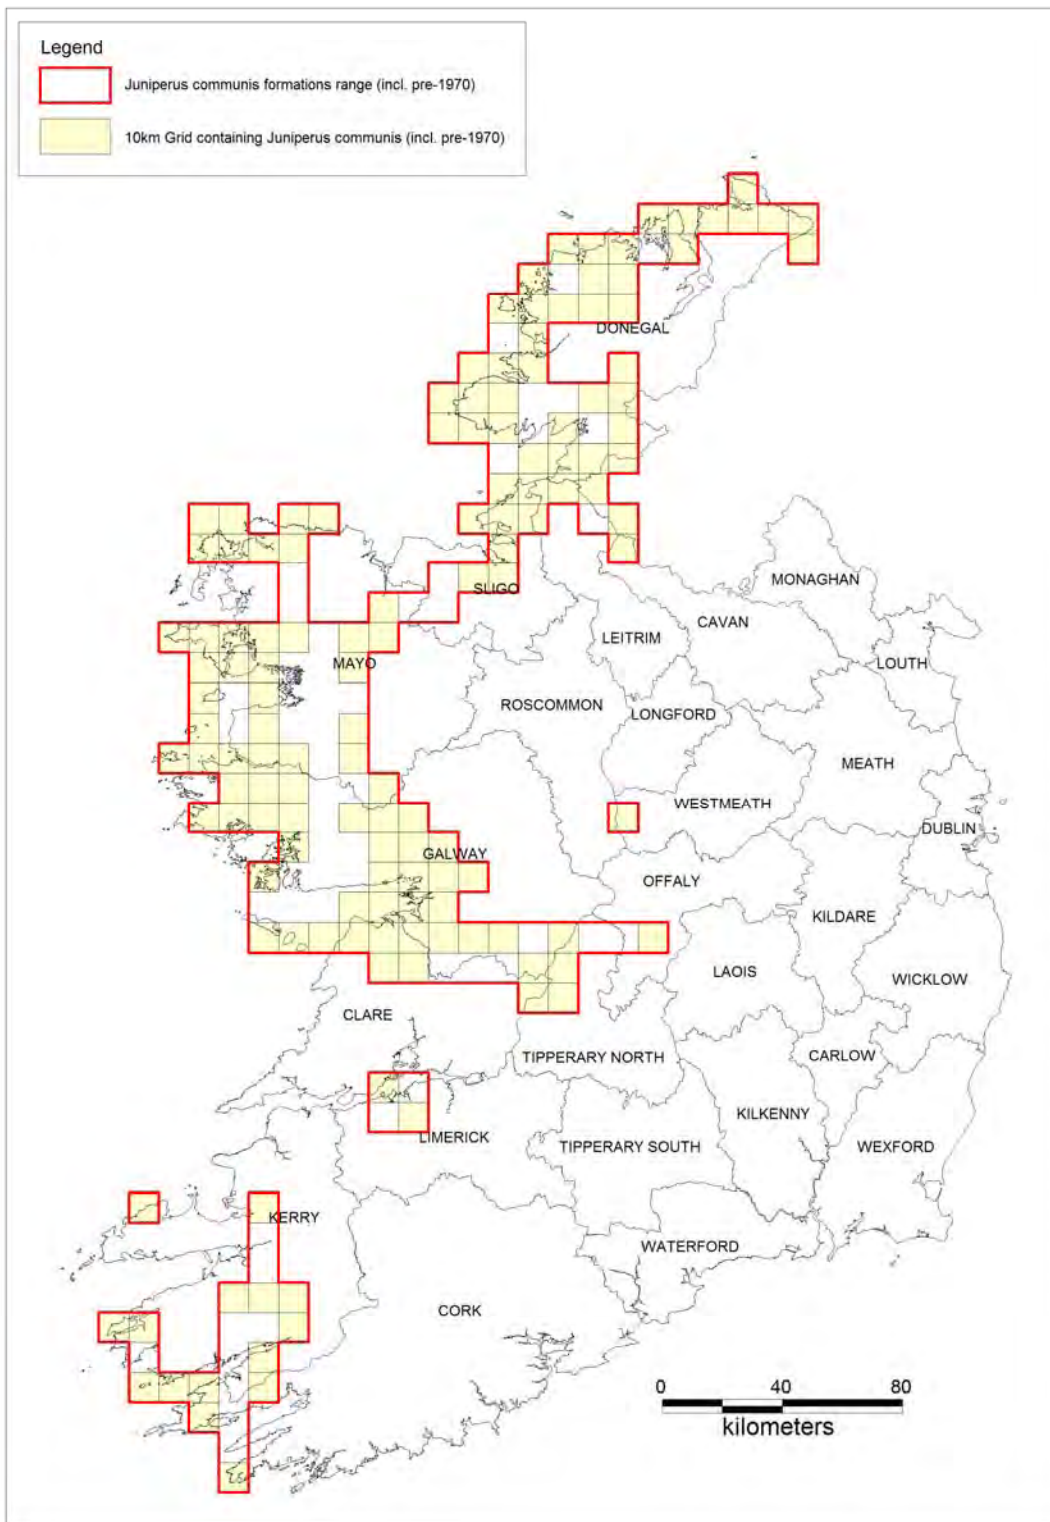 Legend
Juniperus communis formations range (incl. pre-1970)
10km Grid containing Juniperus communis (incl. pre-1970)
DONEGAL
MONAGHAN
SLIGO
CAVAN
LEITRIM
LOUTH
MAYO
ROSCOMMON
LONGFORD
MEATH
WESTMEATH
DUBLIN
GALWAY
OFFALY
KILDARE
LAOIS
WICKLOW
CLARE
TIPPERARY NORTH
CARLOW
KILKENNY
LIMERICK
TIPPERARY SOUTH
WEXFORD
KERRY
WATERFORD
CORK
0 40 80
kilometers